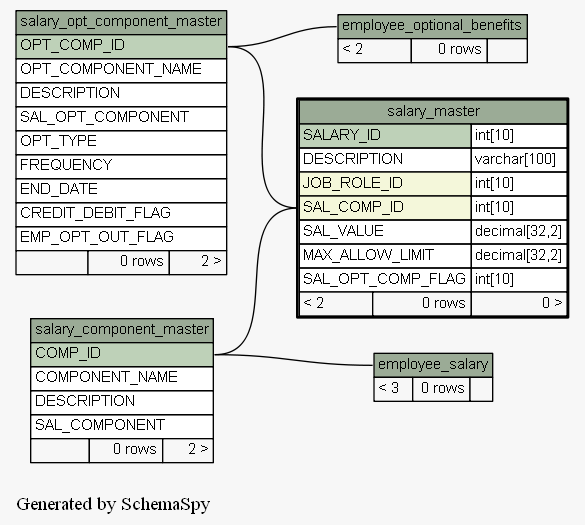 salary_opt_component_master
OPT_COMP_ID
OPT_COMPONENT_NAME
DESCRIPTION
SAL_OPT_COMPONENT
OPT_TYPE
FREQUENCY
END_DATE
CREDIT_DEBIT_FLAG
EMP_OPT_OUT_FLAG
0 rows 2 >
employee_optional_benefits
< 2 0 rows
salary_master
SALARY_ID int[10]
DESCRIPTION varchar[100]
JOB_ROLE_ID int[10]
SAL_COMP_ID int[10]
SAL_VALUE decimal[32,2]
MAX_ALLOW_LIMIT decimal[32,2]
SAL_OPT_COMP_FLAG int[10]
< 2 0 rows 0 >
salary_component_master
COMP_ID
COMPONENT_NAME
DESCRIPTION
SAL_COMPONENT
0 rows 2 >
employee_salary
< 3 0 rows
Generated by SchemaSpy